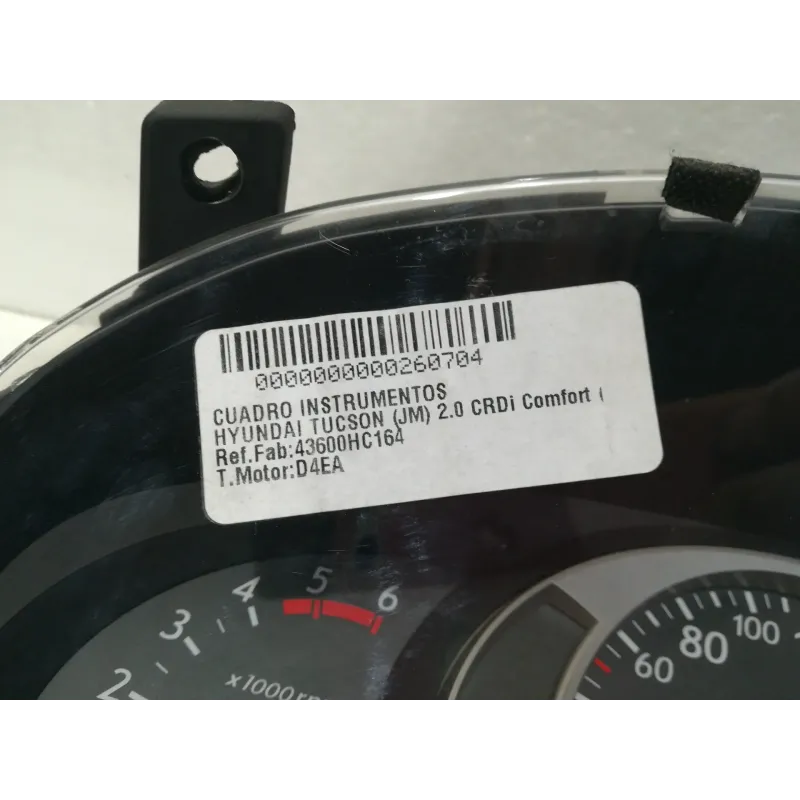 0000000000260704
CUADRO INSTRUMENTOS
HYUNDAI TUCSON (JM) 2.0 CRDi Comfort (
Ref.Fab:43600HC164
T.Motor:D4EA
2 3 4 5 6
x1000
60 80 100